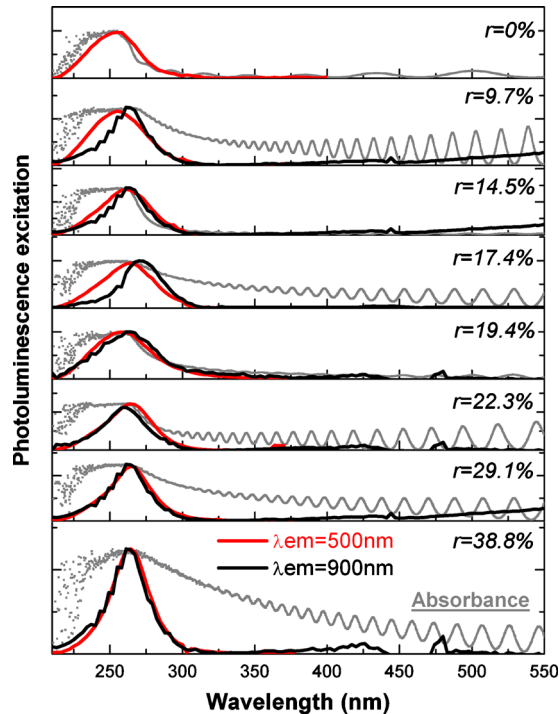 Photoluminescence excitation
r=0%
r=9.7%
r=14.5%
r=17.4%
r=19.4%
r=22.3%
r=29.1%
r=38.8%
λem=500nm
λem=900nm
Absorbance
250 300 350 400 450 500 550
Wavelength (nm)